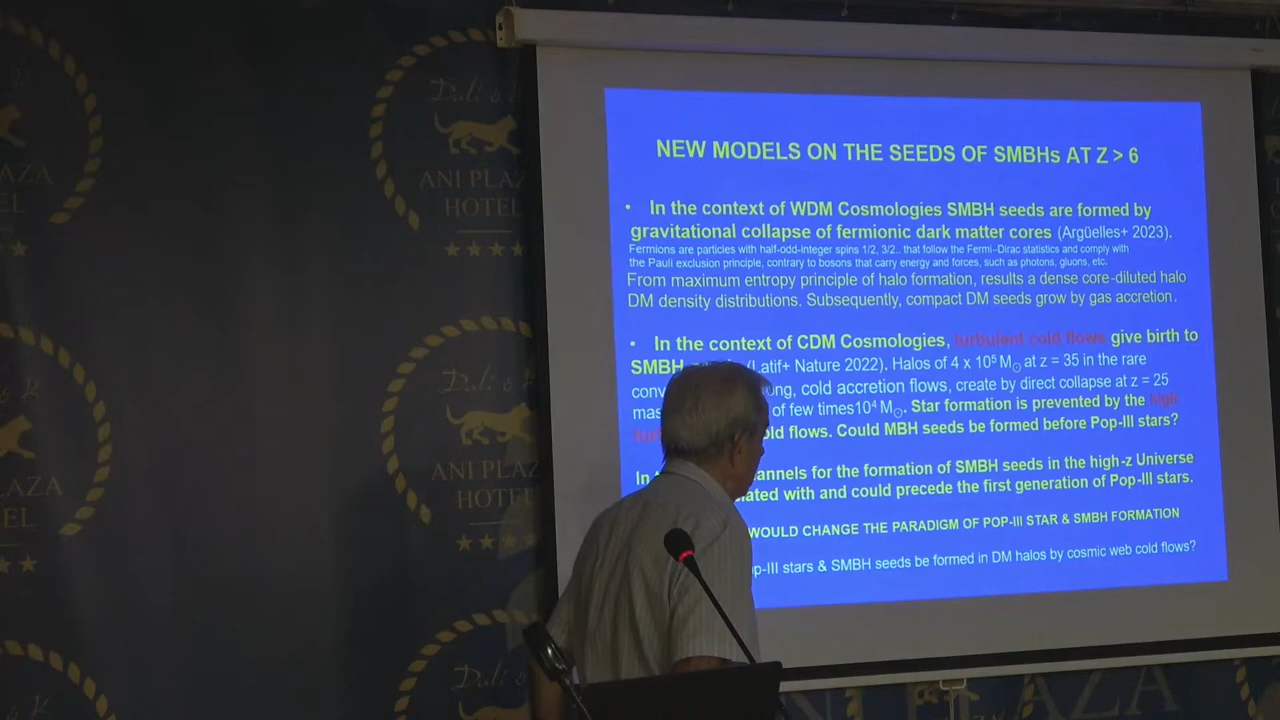 NEW MODELS ON THE SEEDS OF SMBHs AT Z > 6
• In the context of WDM Cosmologies SMBH seeds are formed by
gravitational collapse of fermionic dark matter cores (Argüelles+ 2023).
Fermions are particles with half-odd-integer spins 1/2, 3/2.. that follow the Fermi–Dirac statistics and comply with
the Pauli exclusion principle, contrary to bosons that carry energy and forces, such as photons, gluons, etc.
From maximum entropy principle of halo formation, results a dense core-diluted halo
DM density distributions. Subsequently, compact DM seeds grow by gas accretion.
• In the context of CDM Cosmologies, turbulent cold flows give birth to
SMBH (Latif+ Nature 2022). Halos of 4 x 10⁵ M☉ at z = 35 in the rare
cold accretion flows, create by direct collapse at z = 25
of few times10⁴ M☉. Star formation is prevented by the high
cold flows. Could MBH seeds be formed before Pop-III stars?
channels for the formation of SMBH seeds in the high-z Universe
with and could precede the first generation of Pop-III stars.
WOULD CHANGE THE PARADIGM OF POP-III STAR & SMBH FORMATION
stars & SMBH seeds be formed in DM halos by cosmic web cold flows?
ANI PLAZA
HOTEL
ANI PLAZA
HOTEL
PLAZA